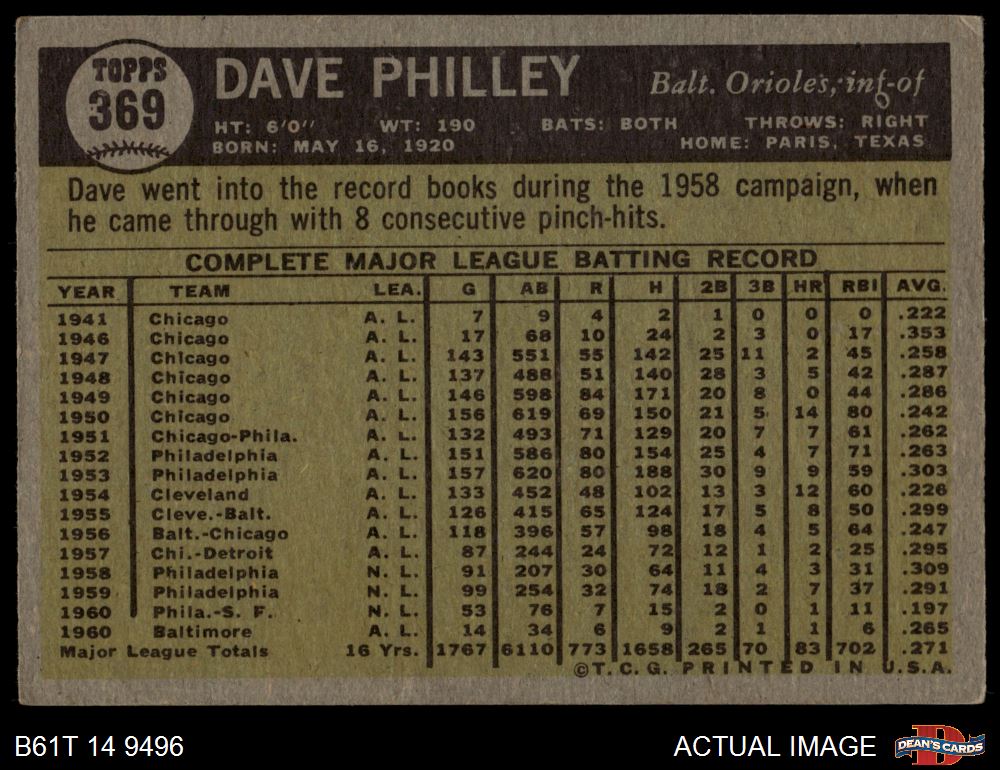 TOPPS
369
DAVE PHILLEY Balt. Orioles, inf-of
HT: 6'0'' WT: 190 BATS: BOTH THROWS: RIGHT
BORN: MAY 16, 1920 HOME: PARIS, TEXAS
Dave went into the record books during the 1958 campaign, when
he came through with 8 consecutive pinch-hits.
COMPLETE MAJOR LEAGUE BATTING RECORD
YEAR TEAM LEA. G AB R H 2B 3B HR RBI AVG.
1941 Chicago A. L. 7 9 4 2 1 0 0 0 .222
1946 Chicago A. L. 17 68 10 24 2 3 0 17 .353
1947 Chicago A. L. 143 551 55 142 25 11 2 45 .258
1948 Chicago A. L. 137 488 51 140 28 3 5 42 .287
1949 Chicago A. L. 146 598 84 171 20 8 0 44 .286
1950 Chicago A. L. 156 619 69 150 21 5 14 80 .242
1951 Chicago-Phila. A. L. 132 493 71 129 20 7 7 61 .262
1952 Philadelphia A. L. 151 586 80 154 25 4 7 71 .263
1953 Philadelphia A. L. 157 620 80 188 30 9 9 59 .303
1954 Cleveland A. L. 133 452 48 102 13 3 12 60 .226
1955 Cleve.-Balt. A. L. 126 415 65 124 17 5 8 50 .299
1956 Balt.-Chicago A. L. 118 396 57 98 18 4 5 64 .247
1957 Chi.-Detroit A. L. 87 244 24 72 12 1 2 25 .295
1958 Philadelphia N. L. 91 207 30 64 11 4 3 31 .309
1959 Philadelphia N. L. 99 254 32 74 18 2 7 37 .291
1960 Phila.-S. F. N. L. 53 76 7 15 2 0 1 11 .197
1960 Baltimore A. L. 14 34 6 9 2 1 1 6 .265
Major League Totals 16 Yrs. 1767 6110 773 1658 265 70 83 702 .271
©T. C. G. PRINTED IN U.S.A.
B61T 14 9496 ACTUAL IMAGE DEAN'S CARDS